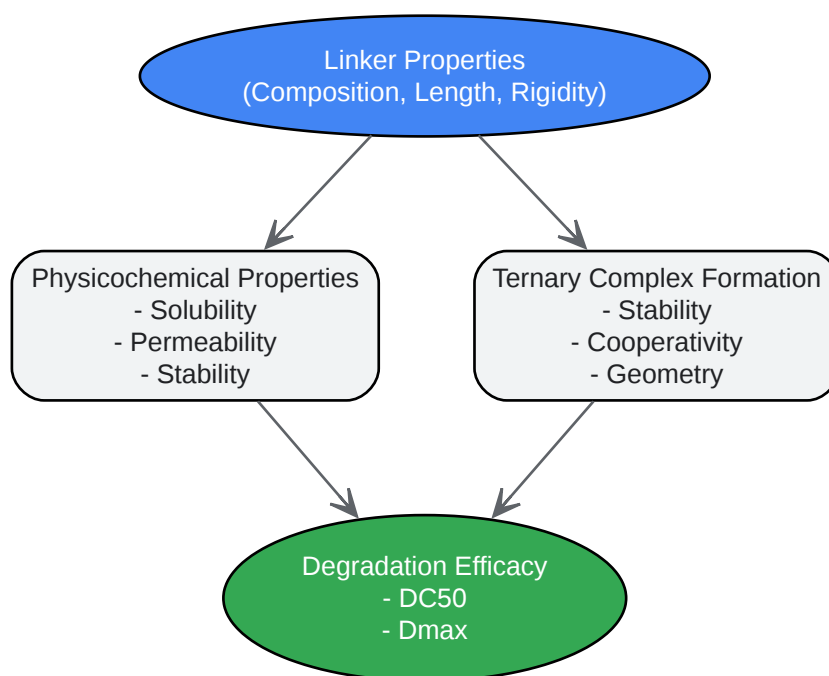 Linker Properties
(Composition, Length, Rigidity)
Physicochemical Properties
- Solubility
- Permeability
- Stability
Ternary Complex Formation
- Stability
- Cooperativity
- Geometry
Degradation Efficacy
- DC50
- Dmax